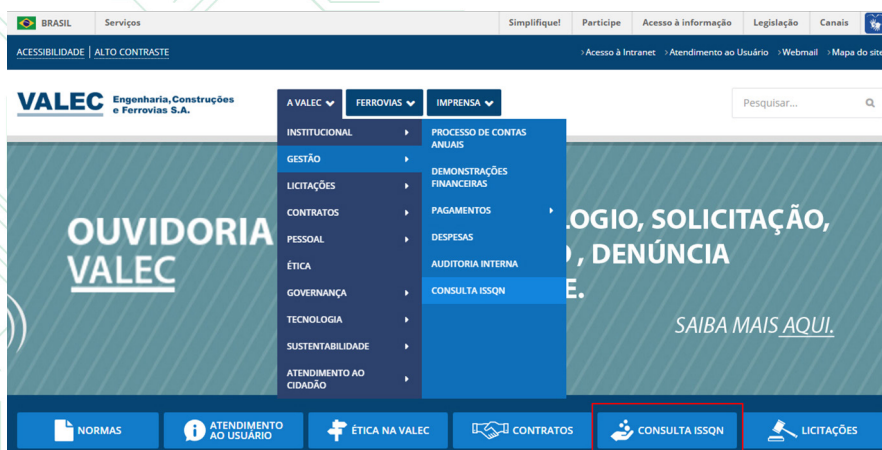 BRASIL Serviços Simplifique! Participe Acesso à informação Legislação Canais
ACESSIBILIDADE ALTO CONTRASTE Acesso à Intranet Atendimento ao Usuário Webmail Mapa do site
VALEC Engenharia, Construções
e Ferrovias S.A.
A VALEC FERROVIAS IMPRENSA Pesquisar...
INSTITUCIONAL
GESTÃO
LICITAÇÕES
CONTRATOS
PESSOAL
ÉTICA
GOVERNANÇA
TECNOLOGIA
SUSTENTABILIDADE
ATENDIMENTO AO
CIDADÃO
PROCESSO DE CONTAS
ANUAIS
DEMONSTRAÇÕES
FINANCEIRAS
PAGAMENTOS
DESPESAS
AUDITORIA INTERNA
CONSULTA ISSQN
OUVIDORIA
VALEC
LOGIO, SOLICITAÇÃO,
, DENÚNCIA
E.
SAIBA MAIS AQUI.
NORMAS
ATENDIMENTO
AO USUÁRIO
ÉTICA NA VALEC
CONTRATOS
CONSULTA ISSQN
LICITAÇÕES